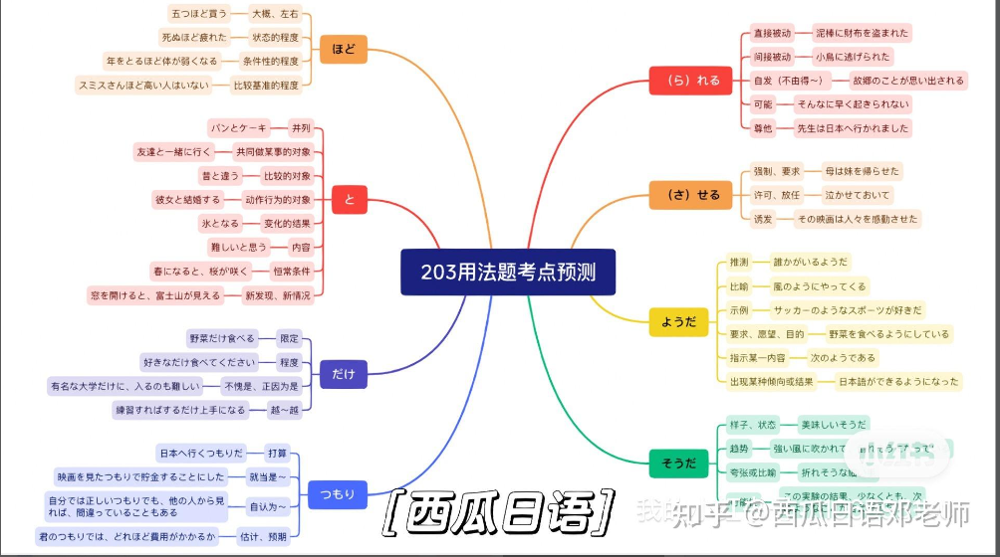 203用法题考点预测
ほど
五つほど買う
大概、左右
死ぬほど疲れた
状态的程度
年をとるほど体が弱くなる
条件性的程度
スミスさんほど高い人はいない
比较基准的程度
と
パンとケーキ
并列
友達と一緒に行く
共同做某事的对象
昔と違う
比较的对象
彼女と結婚する
动作行为的对象
氷となる
变化的结果
難しいと思う
内容
春になると、桜が咲く
恒常条件
窓を開けると、富士山が見える
新发现、新情况
だけ
野菜だけ食べる
限定
好きなだけ食べてください
程度
有名な大学だけに、入るのも難しい
不愧是、正因为是
練習すればするだけ上手になる
越～越
つもり
日本へ行くつもりだ
打算
映画を見たつもりで貯金することにした
就当是～
自分では正しいつもりでも、他の人から見
れば、間違っていることもある
自认为～
君のつもりでは、どれほど費用がかかるか
估计、预期
（ら）れる
直接被动
泥棒に財布を盗まれた
间接被动
小鳥に逃げられた
自发（不由得～）
故郷のことが思い出される
可能
そんなに早く起きられない
尊他
先生は日本へ行かれました
（さ）せる
强制、要求
母は妹を帰らせた
许可、放任
泣かせておいて
诱发
その映画は人々を感動させた
ようだ
推测
誰かがいるようだ
比喻
風のようにやってくる
示例
サッカーのようなスポーツが好きだ
要求、愿望、目的
野菜を食べるようにしている
指示某一内容
次のようである
出现某种倾向或结果
日本語ができるようになった
そうだ
样子、状态
美味しいそうだ
趋势
強い風に吹かれて
夸张或比喻
折れそうな
この実験の結果、少なくとも、次
[西瓜日语]
小红书
知乎 @西瓜日语邓老师